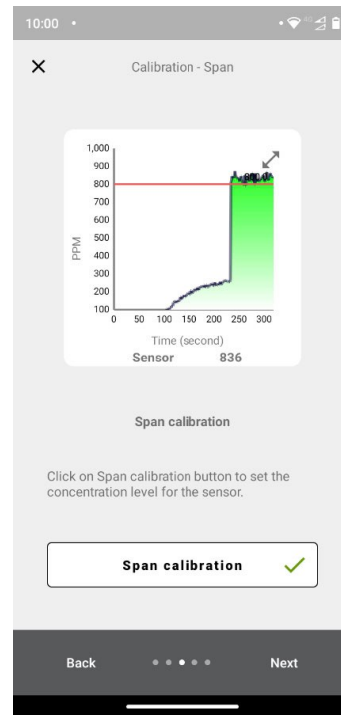 10:00
Calibration - Span
1,000
900
800
700
600
500
400
300
200
100
PPM
0 50 100 150 200 250 300
Time (second)
Sensor 836
Span calibration
Click on Span calibration button to set the
concentration level for the sensor.
Span calibration
Back Next